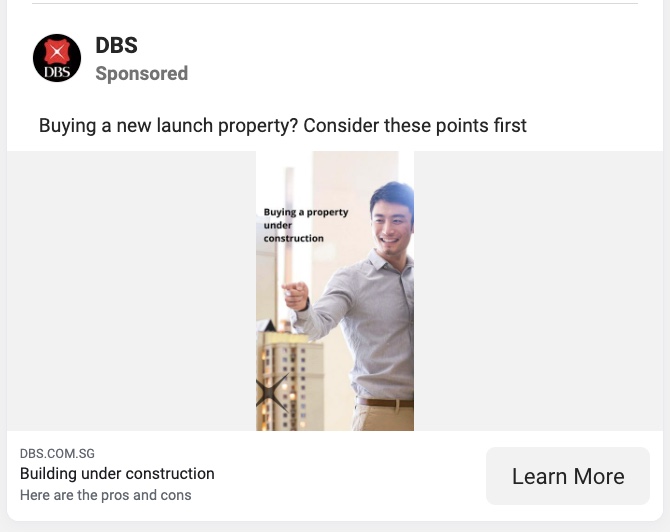 DBS
DBS
Sponsored
Buying a new launch property? Consider these points first
Buying a property
under
construction
DBS.COM.SG
Building under construction
Here are the pros and cons
Learn More